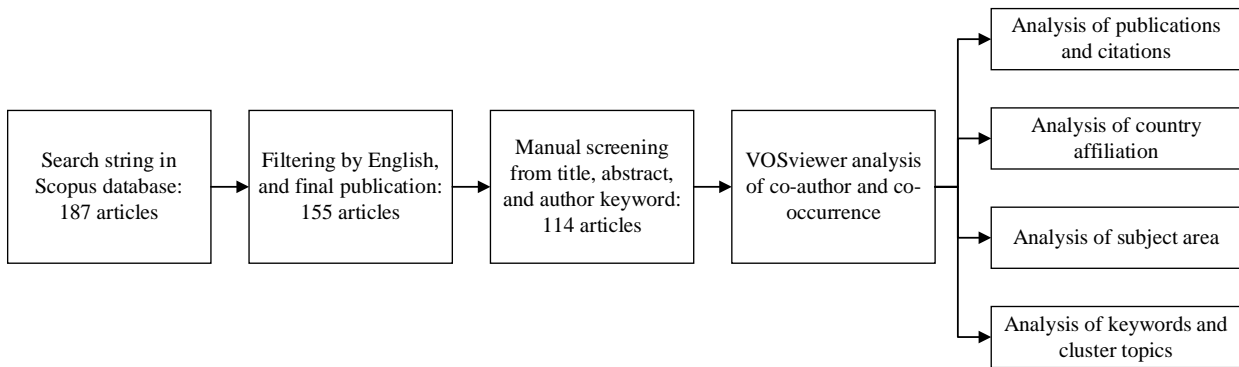 Search string in
Scopus database:
187 articles
Filtering by English,
and final publication:
155 articles
Manual screening
from title, abstract,
and author keyword:
114 articles
VOSviewer analysis
of co-author and co-
occurrence
Analysis of publications
and citations
Analysis of country
affiliation
Analysis of subject area
Analysis of keywords and
cluster topics